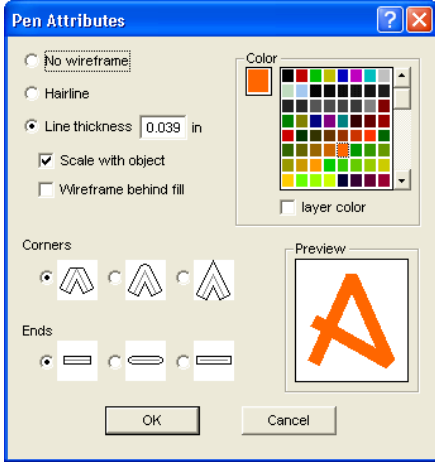 Pen Attributes
No wireframe
Hairline
Line thickness 0.039 in
Scale with object
Wireframe behind fill
Color
layer color
Corners
Ends
Preview
OK
Cancel